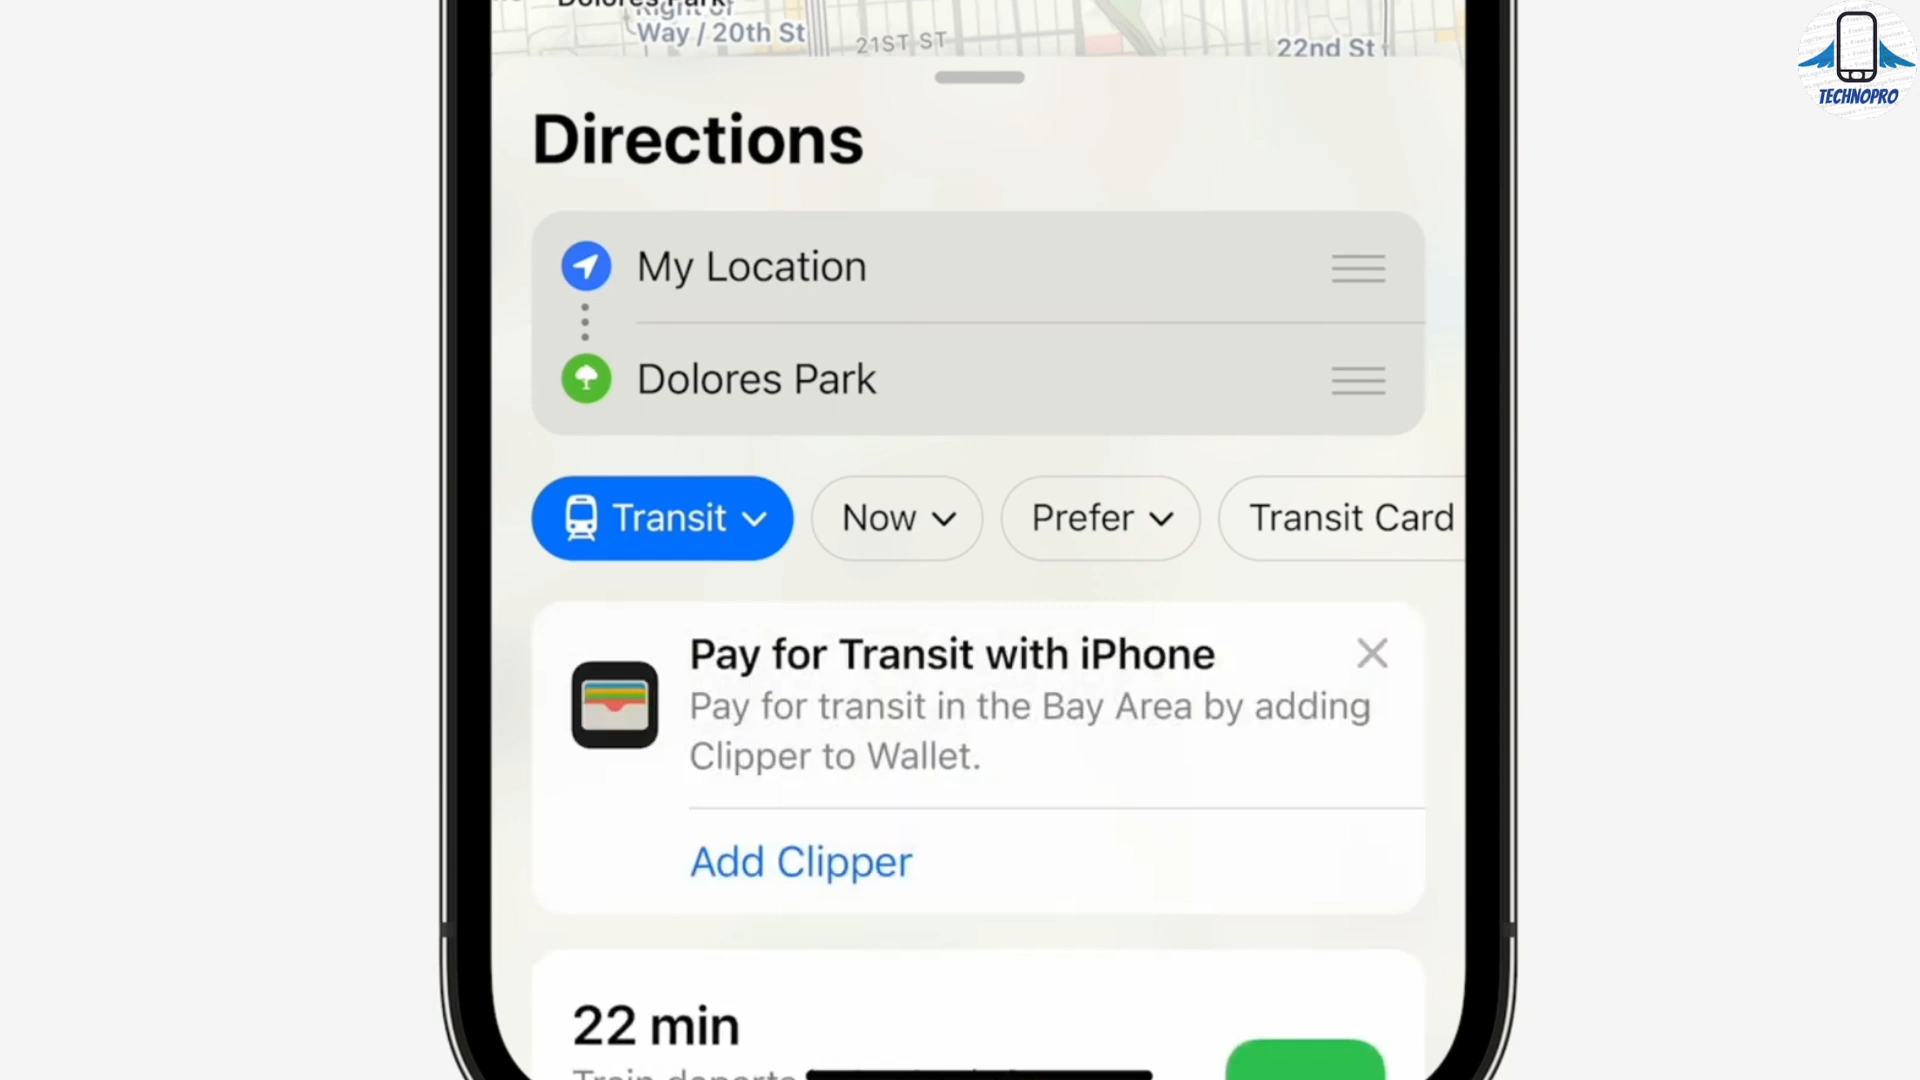 Dolores Park
Right of
Way / 20th St
21ST ST
22nd St
TECHNOPRO
Directions
My Location
Dolores Park
Transit
Now
Prefer
Transit Card
Pay for Transit with iPhone
Pay for transit in the Bay Area by adding
Clipper to Wallet.
Add Clipper
22 min
Train departs